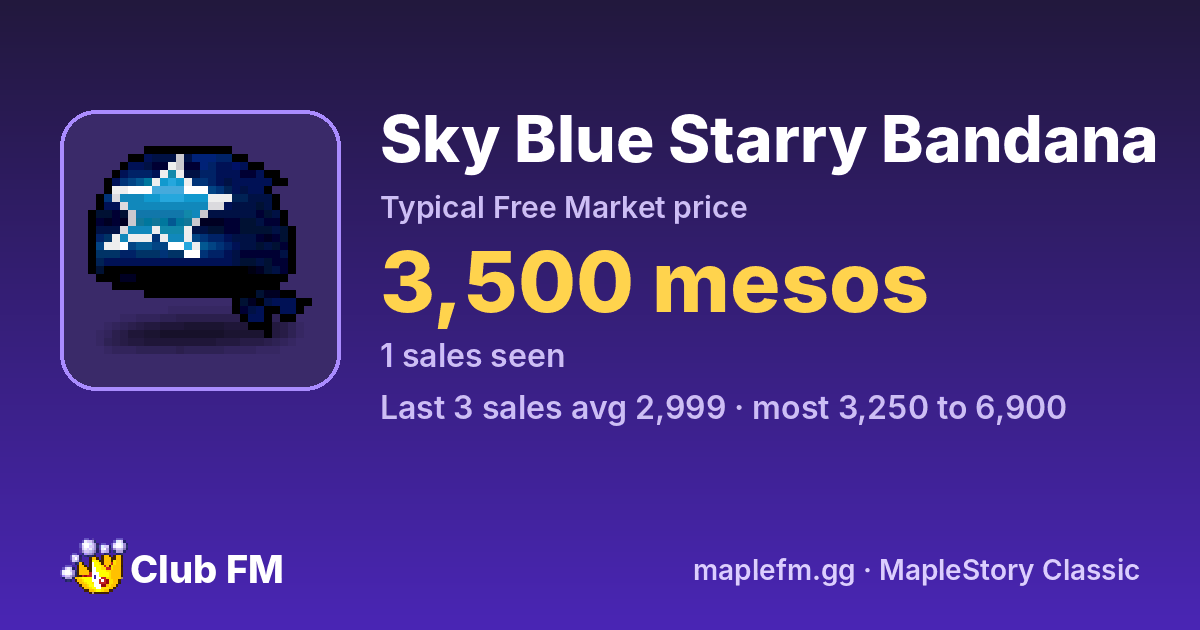 Sky Blue Starry Bandana
Typical Free Market price
3,500 mesos
1 sales seen
Last 3 sales avg 2,999 · most 3,250 to 6,900
Club FM
maplefm.gg · MapleStory Classic